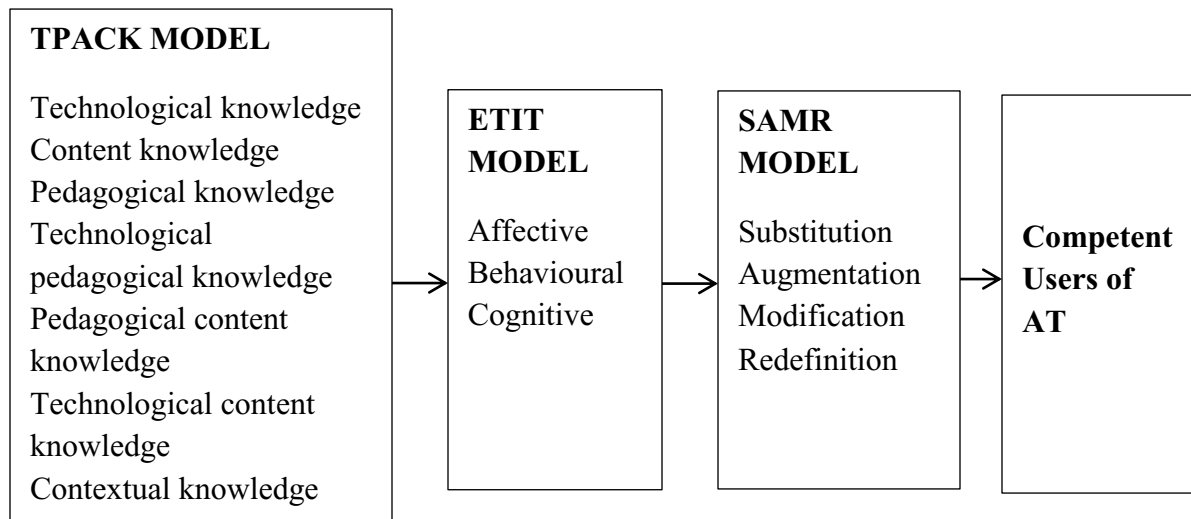 TPACK MODEL
Technological knowledge
Content knowledge
Pedagogical knowledge
Technological
pedagogical knowledge
Pedagogical content
knowledge
Technological content
knowledge
Contextual knowledge
ETIT
MODEL
Affective
Behavioural
Cognitive
SAMR
MODEL
Substitution
Augmentation
Modification
Redefinition
Competent
Users of
AT